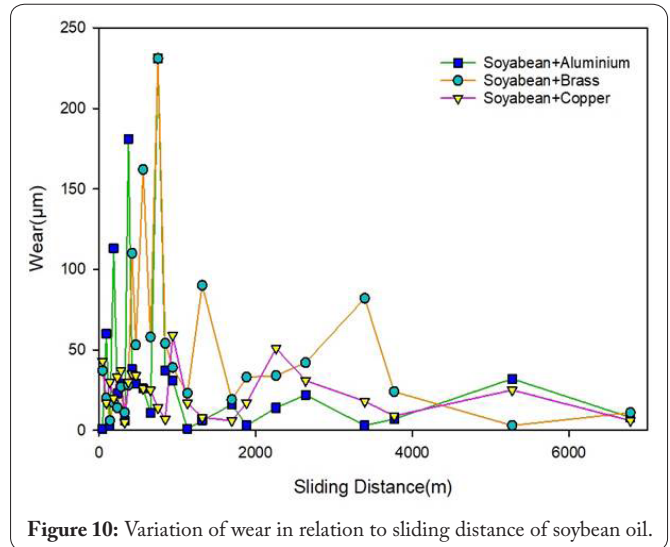 250
200
150
100
50
0
Wear(µm)
Soyabean+Aluminium
Soyabean+Brass
Soyabean+Copper
0 2000 4000 6000
Sliding Distance(m)
Figure 10: Variation of wear in relation to sliding distance of soybean oil.